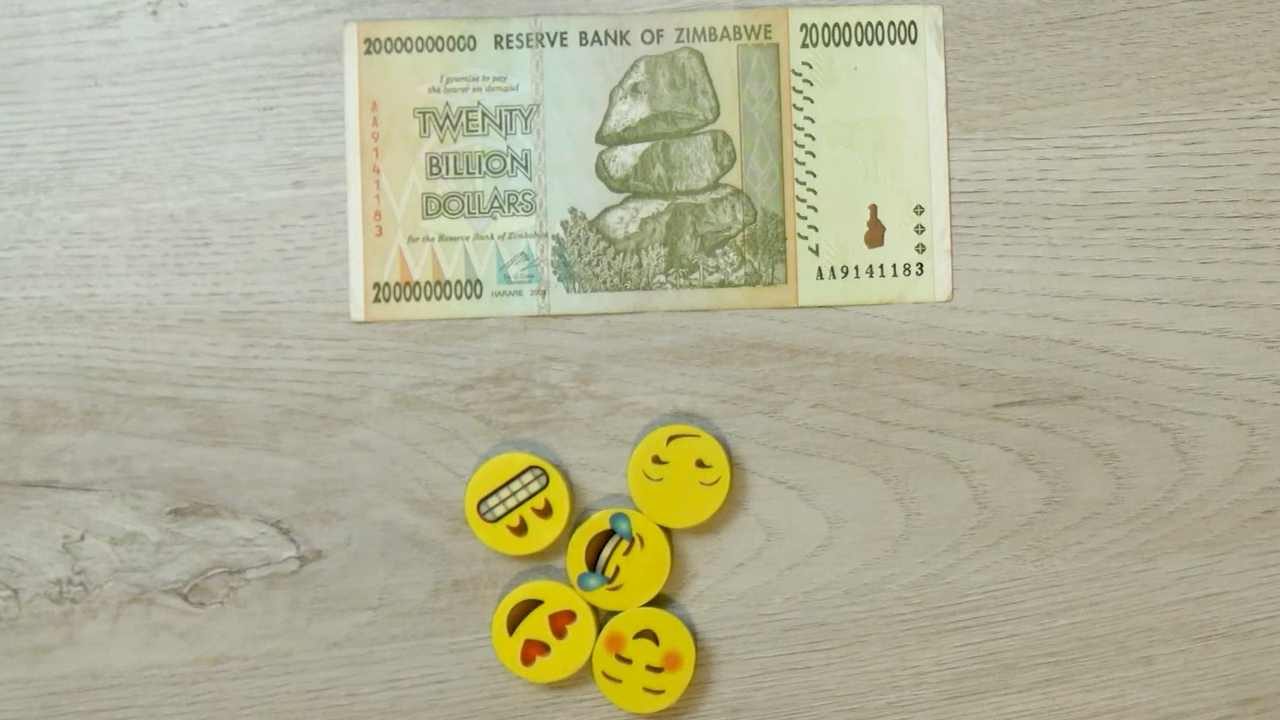 20000000000 RESERVE BANK OF ZIMBABWE 20000000000
I promise to pay
the bearer on demand
TWENTY
BILLION
DOLLARS
for the Reserve Bank of Zimbabwe
AA9141183
20000000000 HARARE 2008
AA9141183